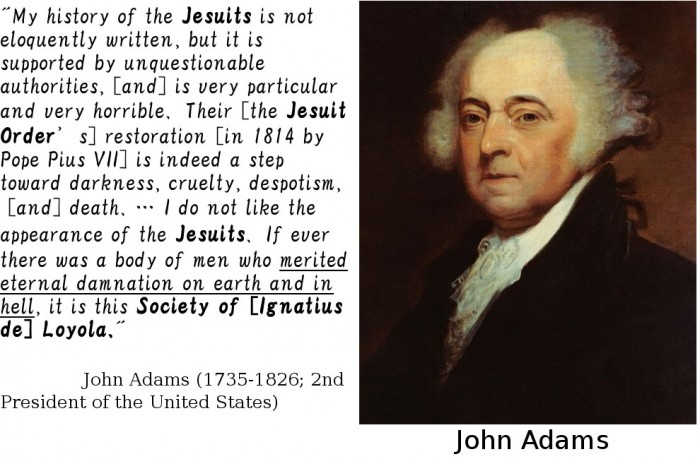 "My history of the Jesuits is not
eloquently written, but it is
supported by unquestionable
authorities, [and] is very particular
and very horrible. Their [the Jesuit
Order's] restoration [in 1814 by
Pope Pius VII] is indeed a step
toward darkness, cruelty, despotism,
[and] death. … I do not like the
appearance of the Jesuits. If ever
there was a body of men who merited
eternal damnation on earth and in
hell, it is this Society of [Ignatius
de] Loyola."
John Adams (1735-1826; 2nd
President of the United States)
John Adams